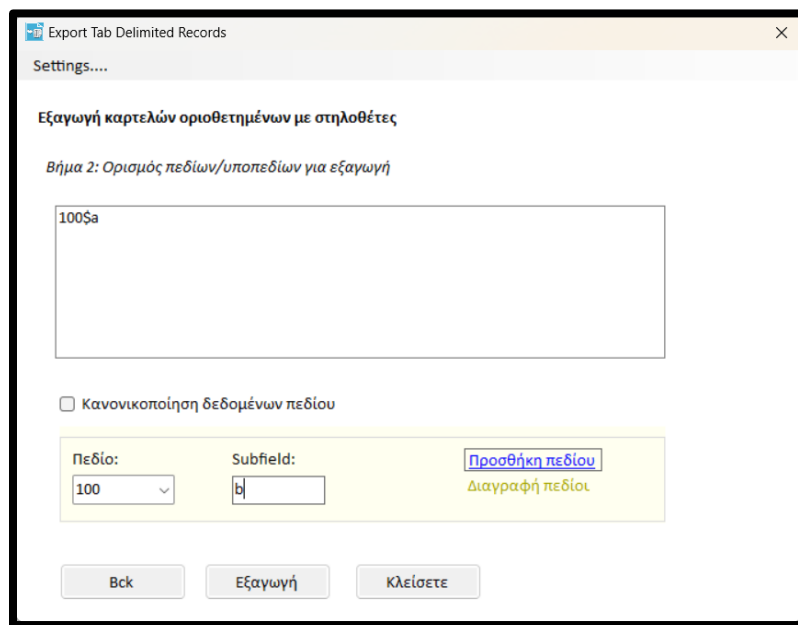 Export Tab Delimited Records
Settings....
Εξαγωγή καρτελών οριοθετημένων με στηλοθέτες
Βήμα 2: Ορισμός πεδίων/υποπεδίων για εξαγωγή
100$a
Κανονικοποίηση δεδομένων πεδίου
Πεδίο: Subfield: Προσθήκη πεδίου
100 b Διαγραφή πεδίοι
Bck Εξαγωγή Κλείσετε